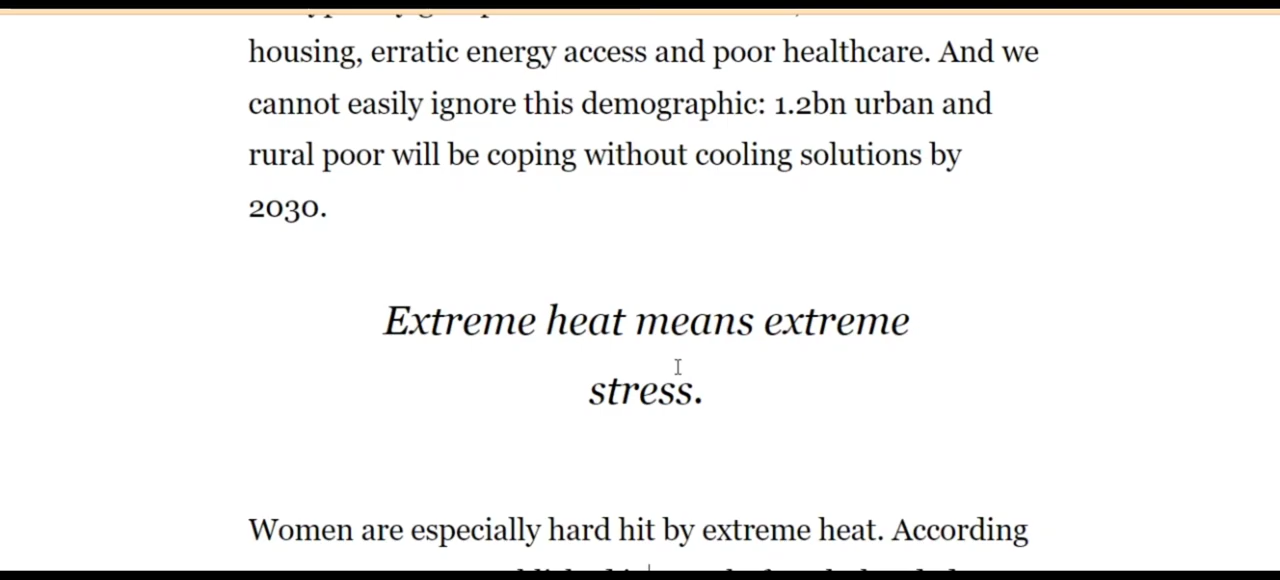 housing, erratic energy access and poor healthcare. And we
cannot easily ignore this demographic: 1.2bn urban and
rural poor will be coping without cooling solutions by
2030.
Extreme heat means extreme
stress.
Women are especially hard hit by extreme heat. According